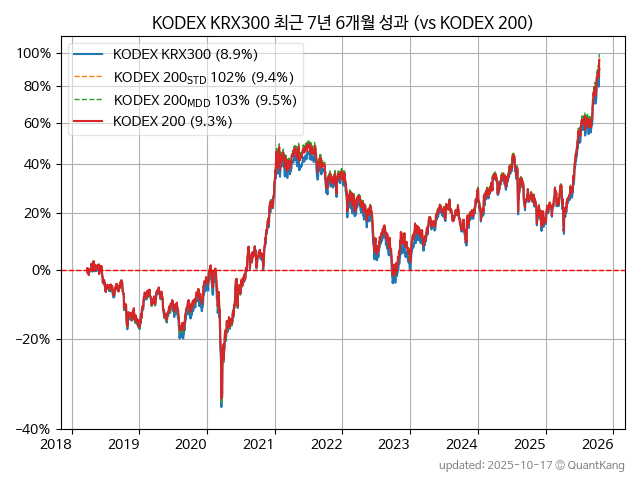 KODEX KRX300 최근 7년 6개월 성과 (vs KODEX 200)
KODEX KRX300 (8.9%)
KODEX 200STD 102% (9.4%)
KODEX 200MDD 103% (9.5%)
KODEX 200 (9.3%)
100%
80%
60%
40%
20%
0%
−20%
−40%
2018 2019 2020 2021 2022 2023 2024 2025 2026
updated: 2025-10-17 © QuantKang